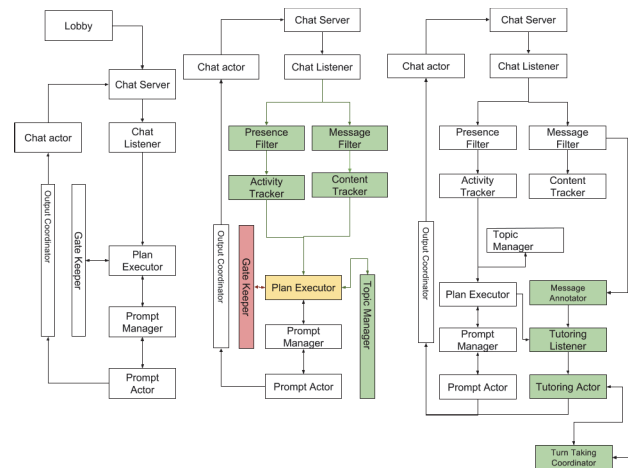 Lobby
Chat Server
Chat actor
Chat
Listener
Output Coordinator
Gate Keeper
Plan
Executor
Prompt
Manager
Prompt
Actor
Chat Server
Chat actor
Chat Listener
Presence
Filter
Message
Filter
Activity
Tracker
Content
Tracker
Output Coordinator
Gate Keeper
Plan Executor
Topic Manager
Prompt
Manager
Prompt Actor
Chat Server
Chat actor
Chat Listener
Presence
Filter
Message
Filter
Activity
Tracker
Content
Tracker
Output Coordinator
Topic
Manager
Plan Executor
Message
Annotator
Prompt
Manager
Tutoring
Listener
Prompt Actor
Tutoring Actor
Turn Taking
Coordinator